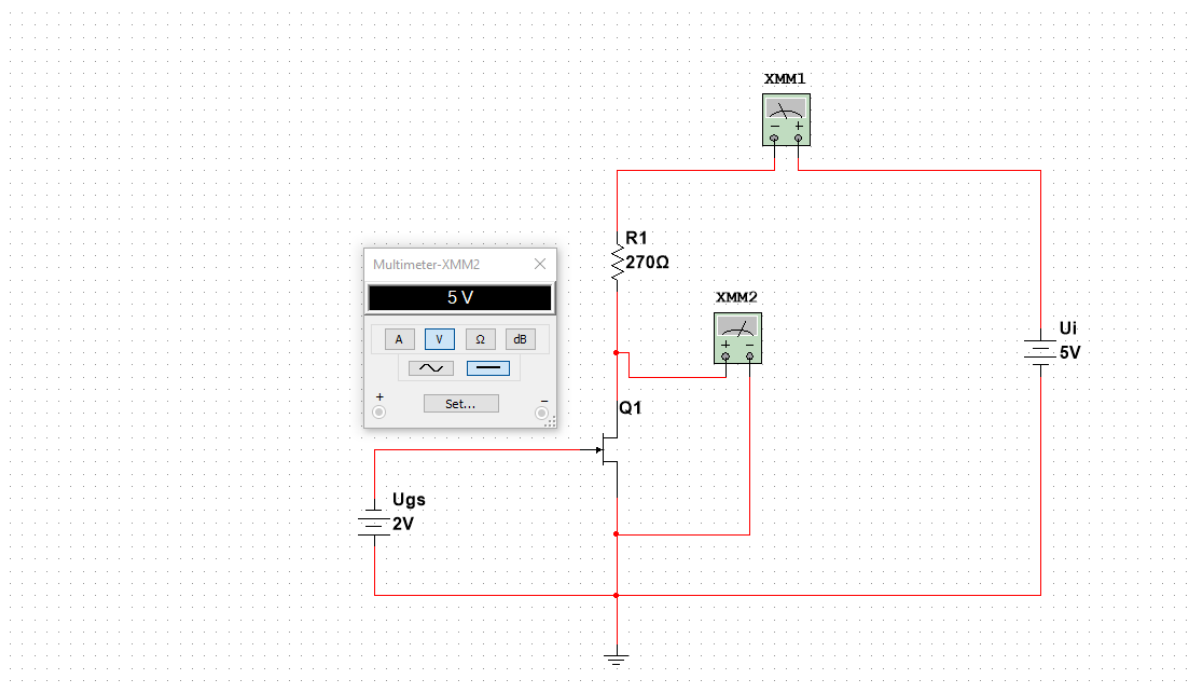 XMM1
- +
R1
270Ω
Multimeter-XMM2
5 V
A V Ω dB
Set...
+ -
XMM2
+ -
Ui
5V
Q1
Ugs
2V